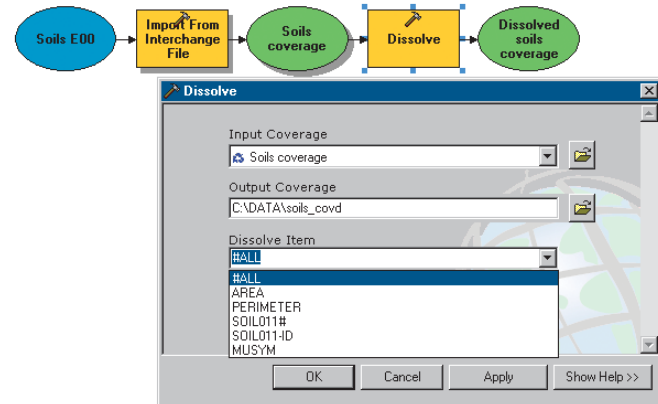 Soils E00
Import From
Interchange
File
Soils
coverage
Dissolve
Dissolved
soils
coverage
Dissolve
Input Coverage
Soils coverage
Output Coverage
C:\DATA\soils_covd
Dissolve Item
#ALL
#ALL
AREA
PERIMETER
SOIL011#
SOIL011-ID
MUSYM
OK
Cancel
Apply
Show Help >>